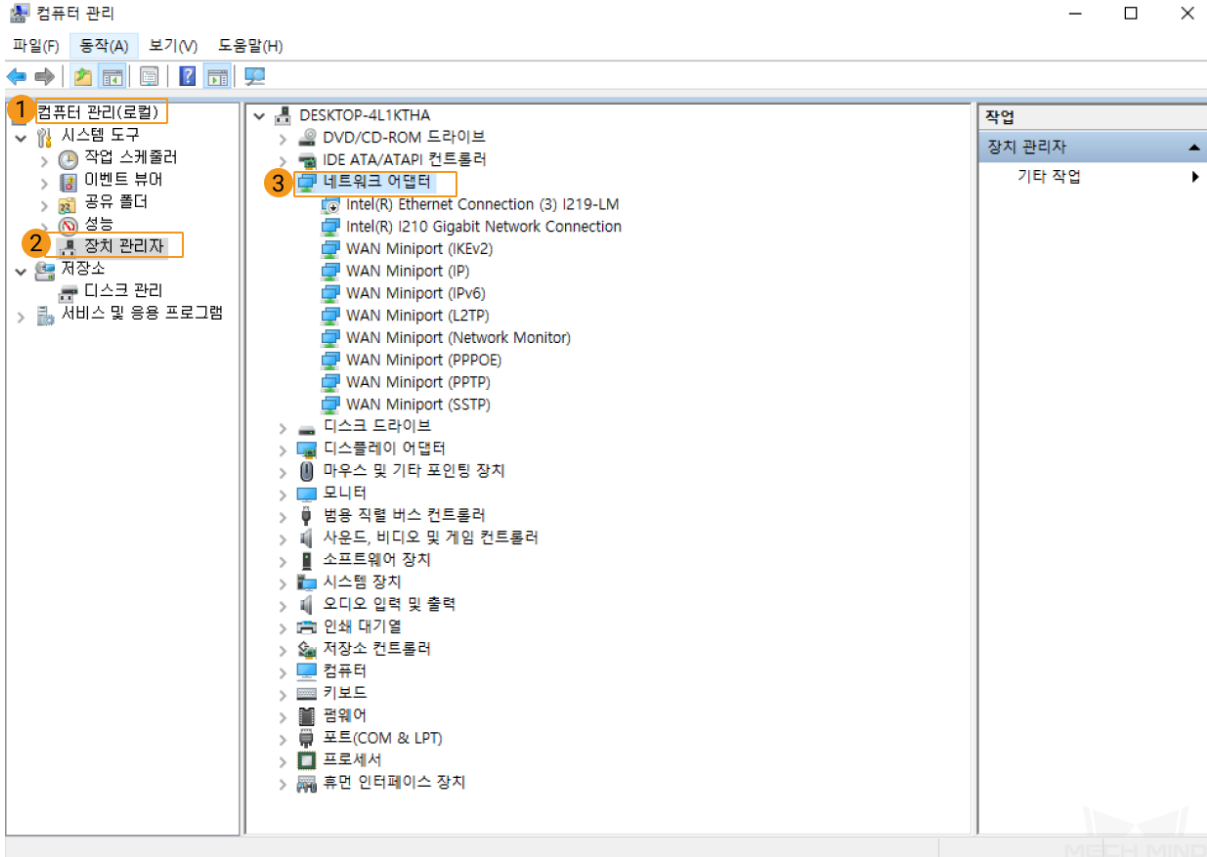 컴퓨터 관리
파일(F) 동작(A) 보기(V) 도움말(H)
1 컴퓨터 관리(로컬)
시스템 도구
작업 스케줄러
이벤트 뷰어
공유 폴더
성능
2 장치 관리자
저장소
디스크 관리
서비스 및 응용 프로그램
DESKTOP-4L1KTHA
DVD/CD-ROM 드라이브
IDE ATA/ATAPI 컨트롤러
3 네트워크 어댑터
Intel(R) Ethernet Connection (3) I219-LM
Intel(R) I210 Gigabit Network Connection
WAN Miniport (IKEv2)
WAN Miniport (IP)
WAN Miniport (IPv6)
WAN Miniport (L2TP)
WAN Miniport (Network Monitor)
WAN Miniport (PPPOE)
WAN Miniport (PPTP)
WAN Miniport (SSTP)
디스크 드라이브
디스플레이 어댑터
마우스 및 기타 포인팅 장치
모니터
범용 직렬 버스 컨트롤러
사운드, 비디오 및 게임 컨트롤러
소프트웨어 장치
시스템 장치
오디오 입력 및 출력
인쇄 대기열
저장소 컨트롤러
컴퓨터
키보드
펌웨어
포트(COM & LPT)
프로세서
휴먼 인터페이스 장치
작업
장치 관리자
기타 작업
MECH MIND